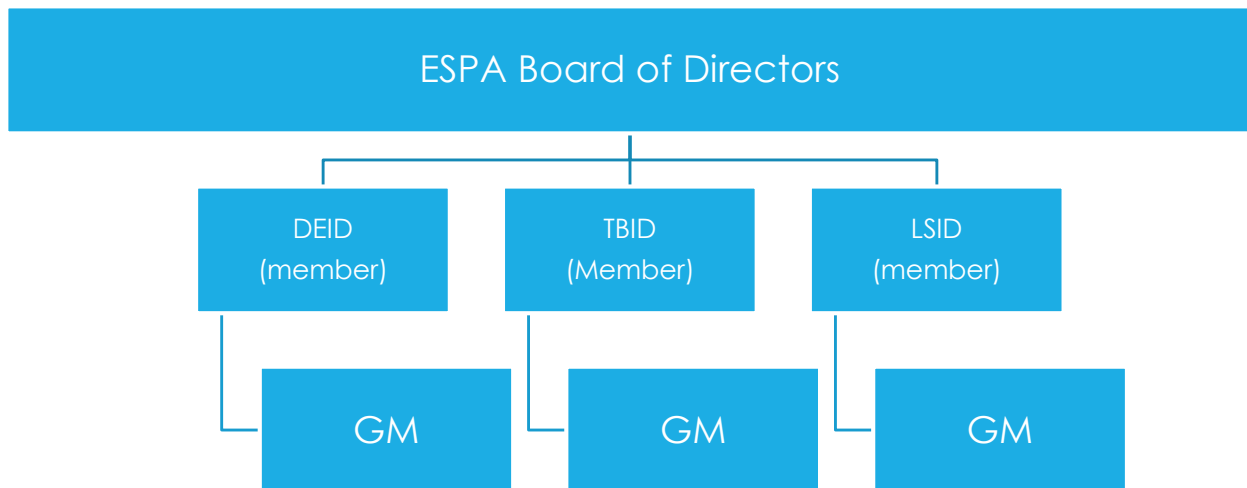 ESPA Board of Directors
DEID
(member)
TBID
(Member)
LSID
(member)
GM
GM
GM